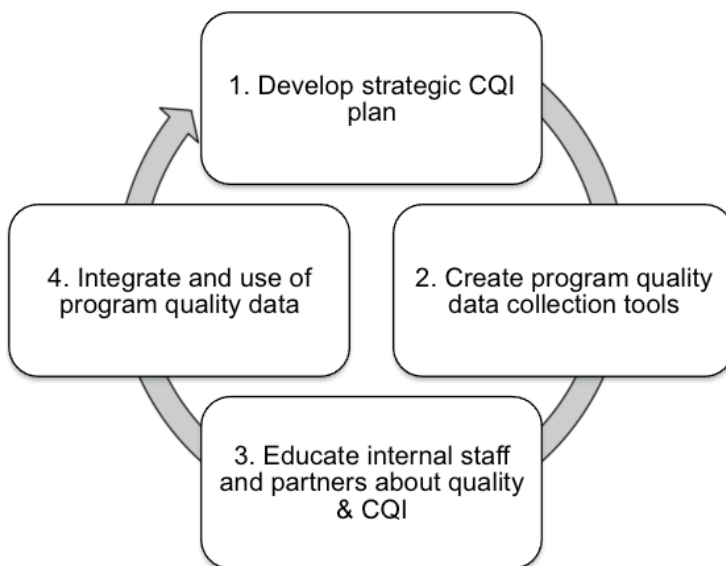 1. Develop strategic CQI
plan
2. Create program quality
data collection tools
3. Educate internal staff
and partners about quality
& CQI
4. Integrate and use of
program quality data